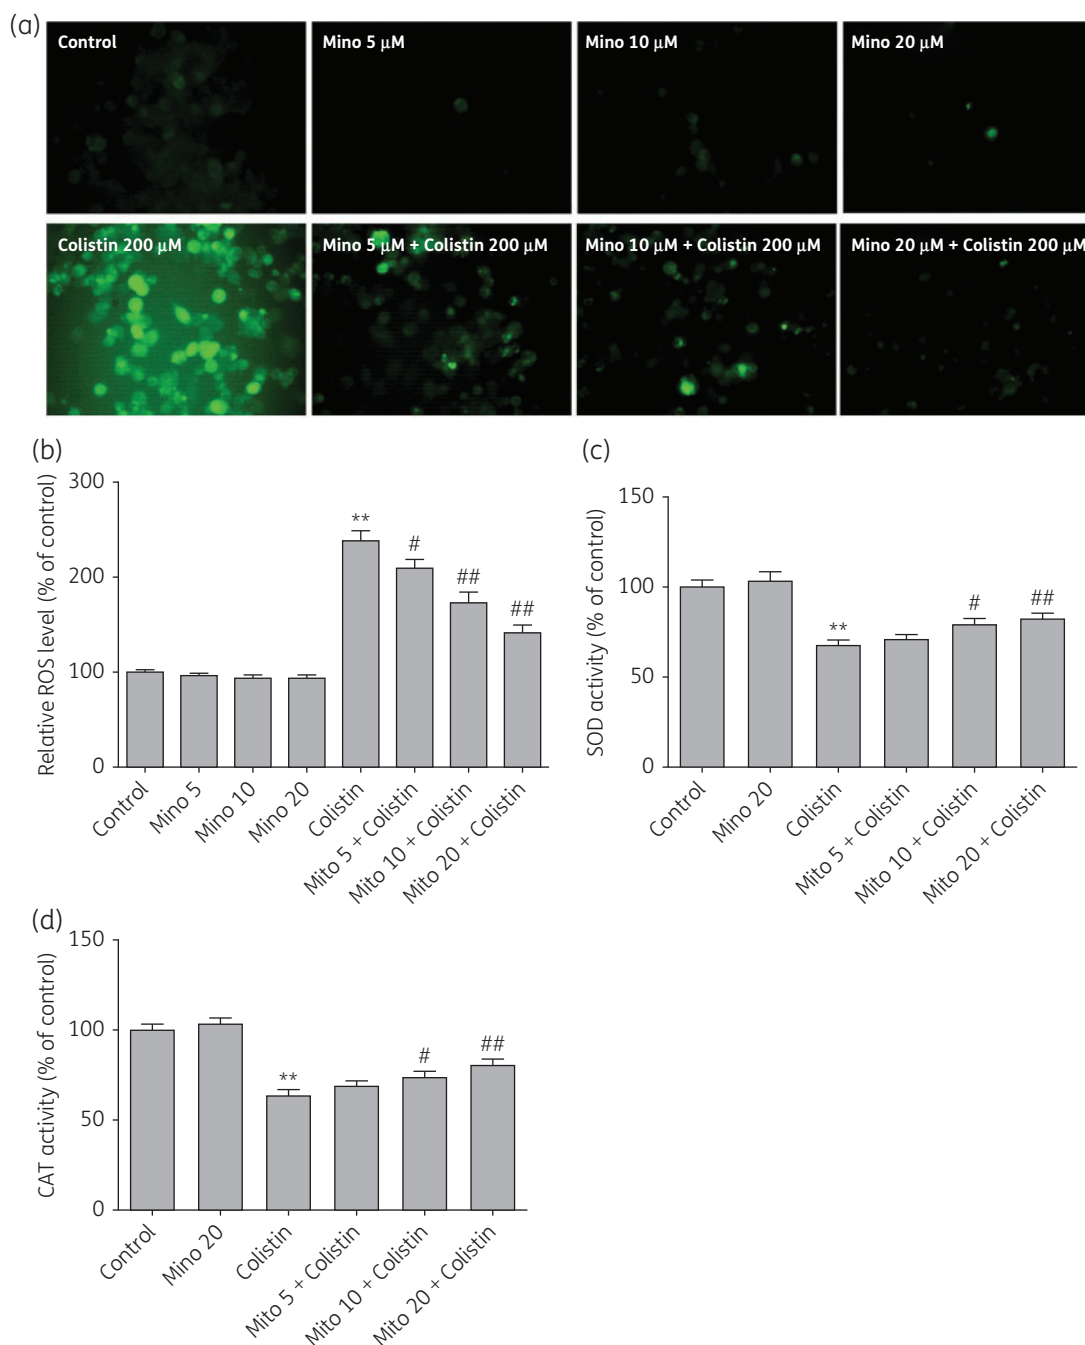 (a)
Control
Mino 5 μM
Mino 10 μM
Mino 20 μM
Colistin 200 μM
Mino 5 μM + Colistin 200 μM
Mino 10 μM + Colistin 200 μM
Mino 20 μM + Colistin 200 μM
(b)
Relative ROS level (% of control)
300
200
100
0
**
#
##
##
Control
Mino 5
Mino 10
Mino 20
Colistin
Mito 5 + Colistin
Mito 10 + Colistin
Mito 20 + Colistin
(c)
SOD activity (% of control)
150
100
50
0
**
#
##
Control
Mino 20
Colistin
Mito 5 + Colistin
Mito 10 + Colistin
Mito 20 + Colistin
(d)
CAT activity (% of control)
150
100
50
0
**
#
##
Control
Mino 20
Colistin
Mito 5 + Colistin
Mito 10 + Colistin
Mito 20 + Colistin